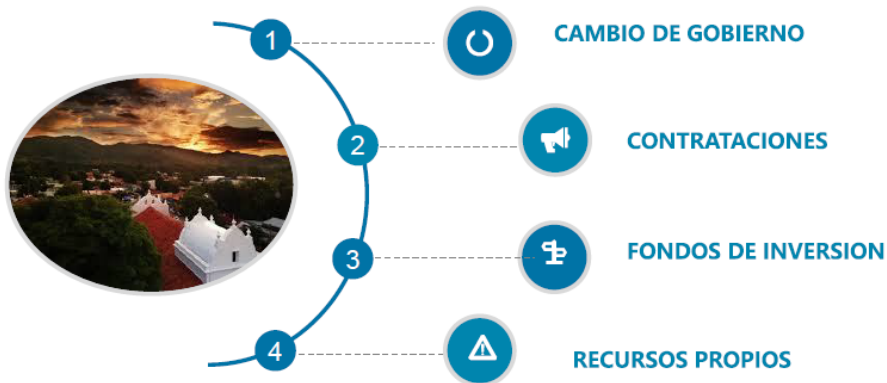 1
CAMBIO DE GOBIERNO
2
CONTRATACIONES
3
FONDOS DE INVERSION
4
RECURSOS PROPIOS